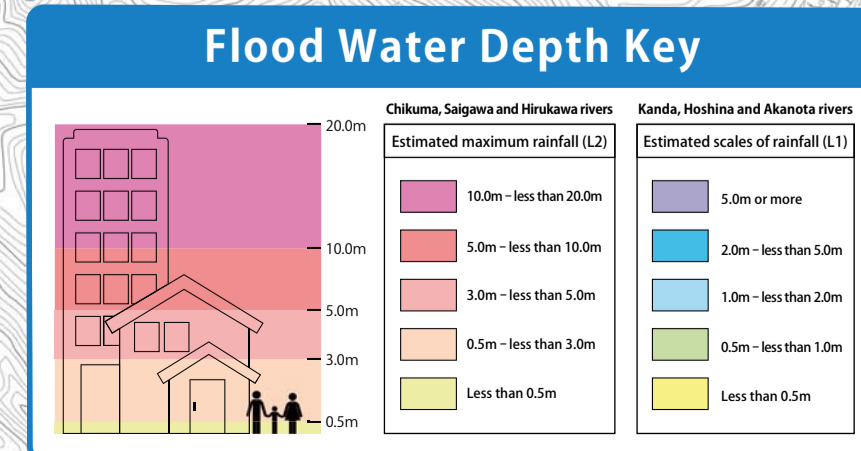 Flood Water Depth Key
20.0m
10.0m
5.0m
3.0m
0.5m
Chikuma, Saigawa and Hirukawa rivers
Estimated maximum rainfall (L2)
10.0m – less than 20.0m
5.0m – less than 10.0m
3.0m – less than 5.0m
0.5m – less than 3.0m
Less than 0.5m
Kanda, Hoshina and Akanota rivers
Estimated scales of rainfall (L1)
5.0m or more
2.0m – less than 5.0m
1.0m – less than 2.0m
0.5m – less than 1.0m
Less than 0.5m